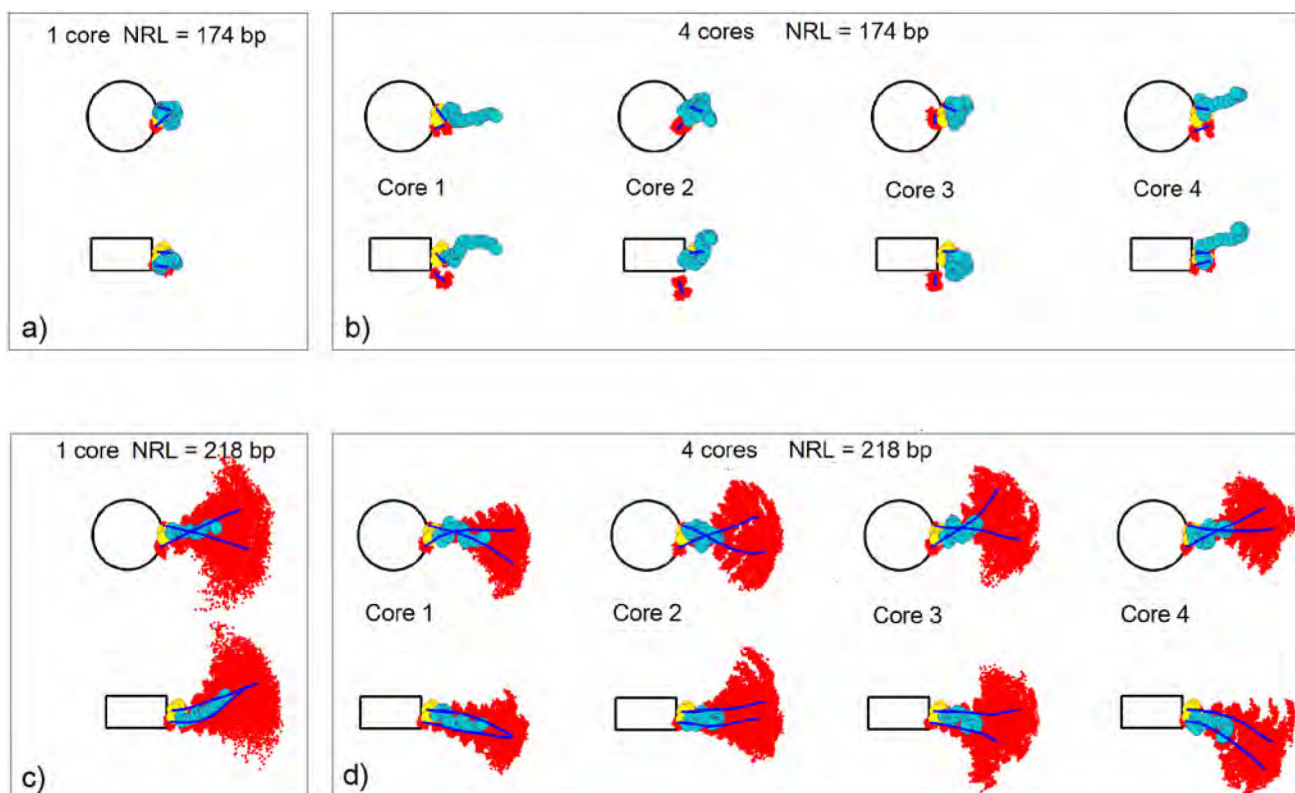 1 core NRL = 174 bp
a)
4 cores NRL = 174 bp
Core 1
Core 2
Core 3
Core 4
b)
1 core NRL = 218 bp
c)
4 cores NRL = 218 bp
Core 1
Core 2
Core 3
Core 4
d)